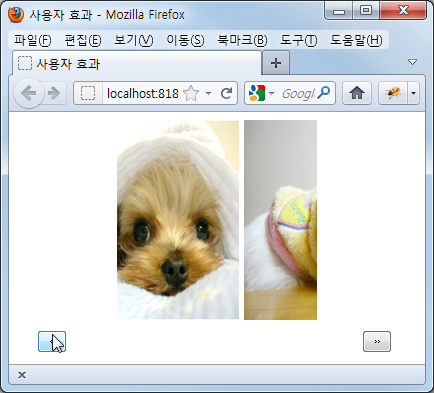 사용자 효과 - Mozilla Firefox
파일(F) 편집(E) 보기(V) 이동(S) 북마크(B) 도구(T) 도움말(H)
사용자 효과
localhost:818 Google
»
x